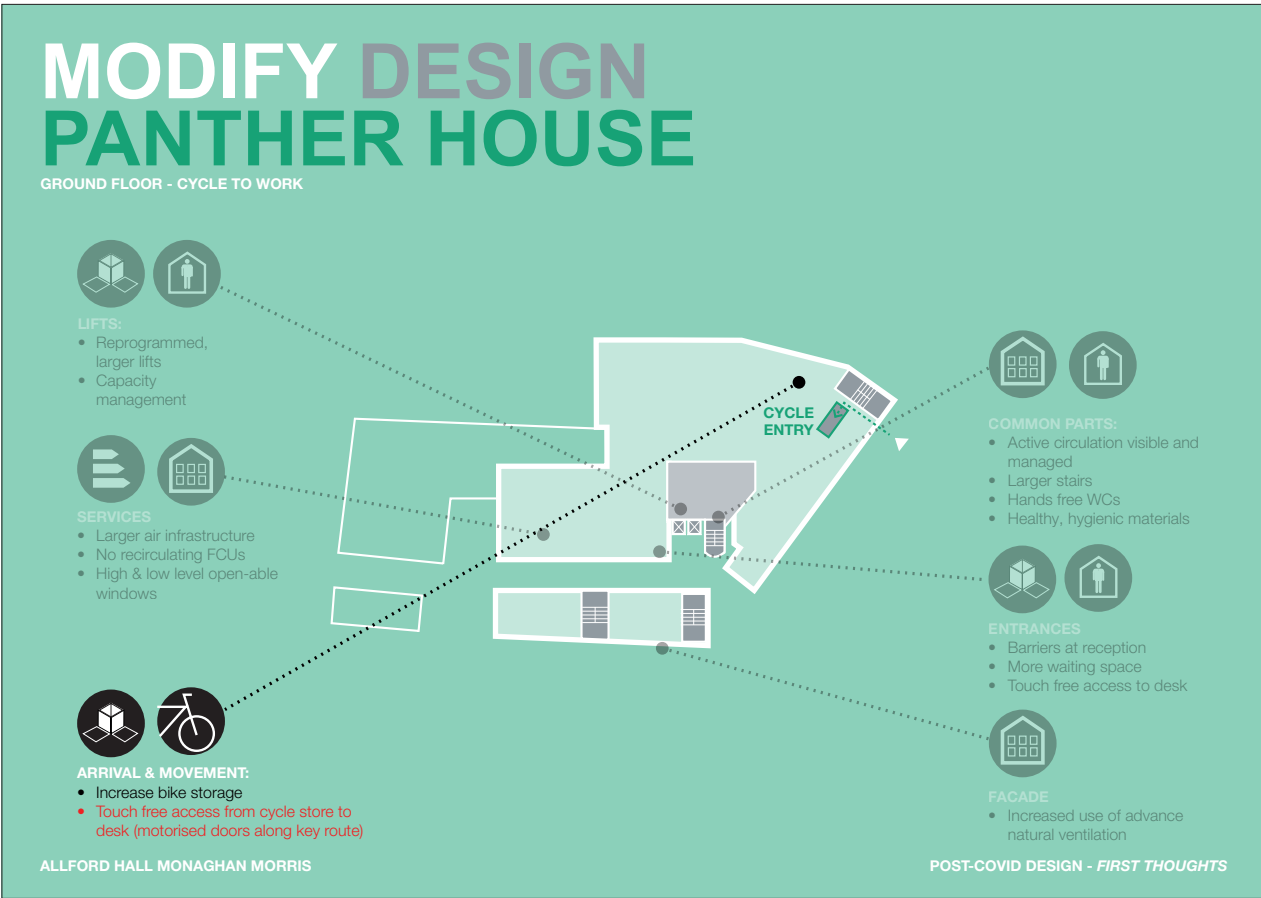 MODIFY DESIGN
PANTHER HOUSE
GROUND FLOOR - CYCLE TO WORK
LIFTS:
• Reprogrammed,
larger lifts
• Capacity
management
SERVICES
• Larger air infrastructure
• No recirculating FCUs
• High & low level open-able
windows
ARRIVAL & MOVEMENT:
• Increase bike storage
• Touch free access from cycle store to
desk (motorised doors along key route)
CYCLE
ENTRY
COMMON PARTS:
• Active circulation visible and
managed
• Larger stairs
• Hands free WCs
• Healthy, hygienic materials
ENTRANCES
• Barriers at reception
• More waiting space
• Touch free access to desk
FACADE
• Increased use of advance
natural ventilation
ALLFORD HALL MONAGHAN MORRIS
POST-COVID DESIGN - FIRST THOUGHTS